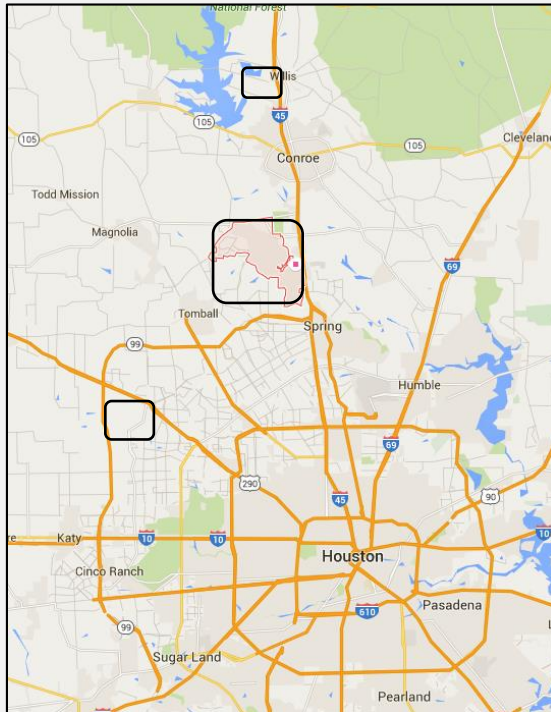 National Forest
Willis
45
105
Conroe
105
105
Cleveland
Todd Mission
Magnolia
69
Tomball
Spring
99
Humble
69
290
45
90
Katy
10
10
Houston
10
Cinco Ranch
610
Pasadena
99
Sugar Land
Pearland